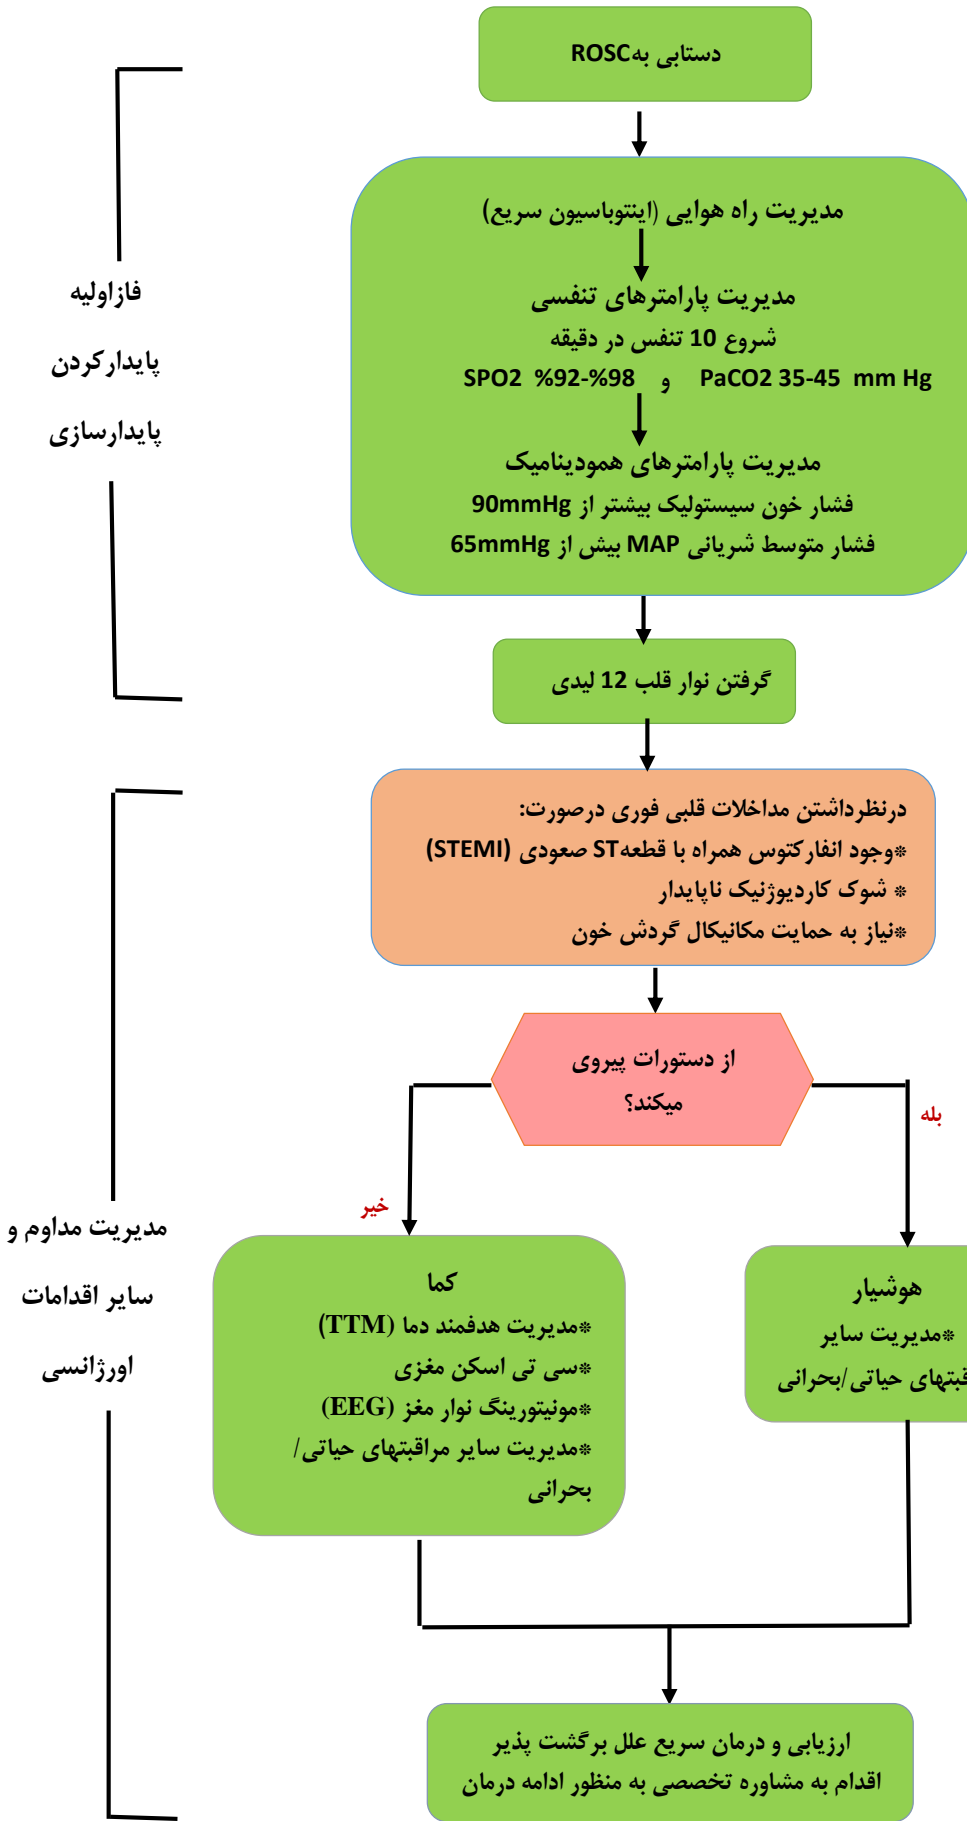 دستابی به ROSC
مدیریت راه هوایی (اینتوباسیون سریع)
مدیریت پارامترهای تنفسی
شروع 10 تنفس در دقیقه
SPO2 %92-%98 و PaCO2 35-45 mm Hg
مدیریت پارامترهای همودینامیک
فشار خون سیستولیک بیشتر از 90mmHg
فشار متوسط شریانی MAP بیش از 65mmHg
گرفتن نوار قلب 12 لیدی
فازاولیه
پایدارکردن
پایدارسازی
درنظرداشتن مداخلات قلبی فوری درصورت:
*وجود انفارکتوس همراه با قطعه ST صعودی (STEMI)
* شوک کاردیوژنیک ناپایدار
*نیاز به حمایت مکانیکال گردش خون
از دستورات پیروی
میکند؟
بله
خیر
هوشیار
*مدیریت سایر
قبتهای حیاتی/بحرانی
کما
*مدیریت هدفمند دما (TTM)
*سی تی اسکن مغزی
*مونیتورینگ نوار مغز (EEG)
*مدیریت سایر مراقبتهای حیاتی/
بحرانی
مدیریت مداوم و
سایر اقدامات
اورژانسی
ارزیابی و درمان سریع علل برگشت پذیر
اقدام به مشاوره تخصصی به منظور ادامه درمان